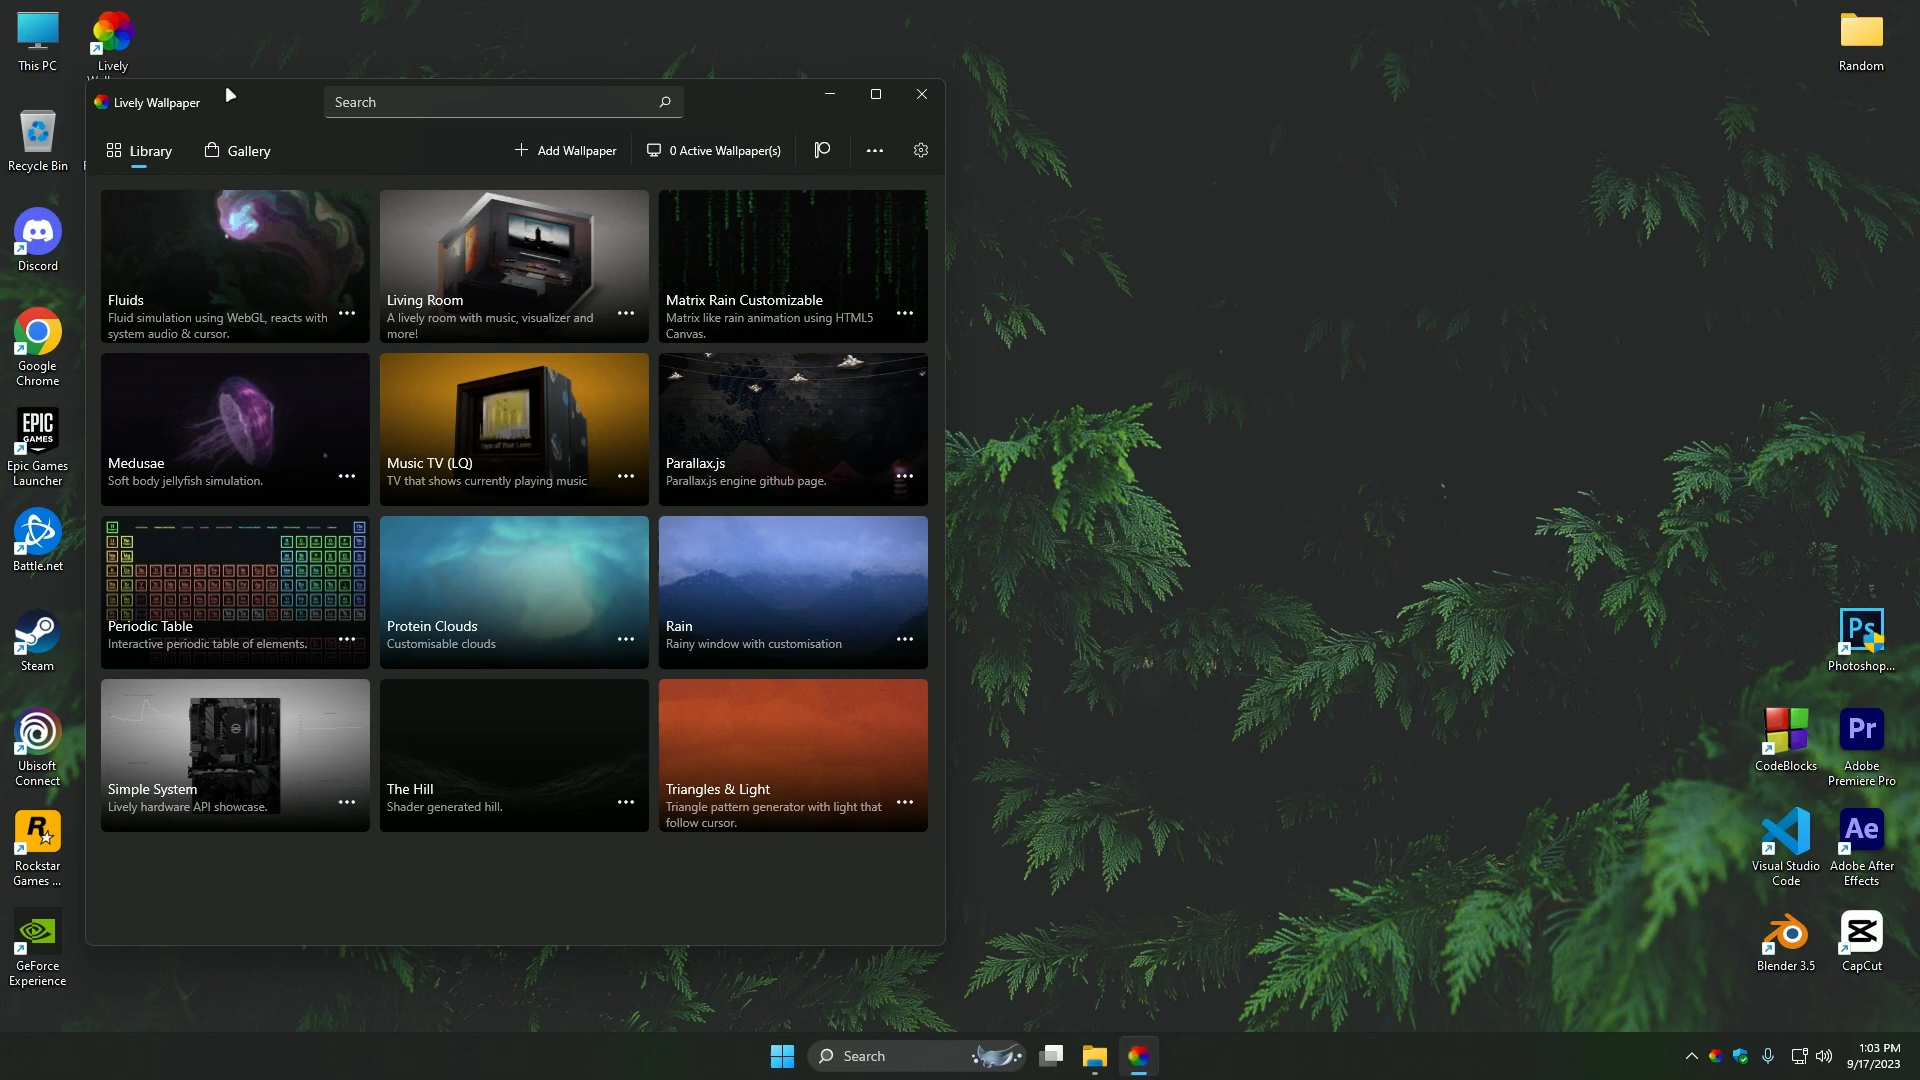 This PC
Lively
Random
Lively Wallpaper
Search
Recycle Bin
Library
Gallery
Add Wallpaper
0 Active Wallpaper(s)
Fluids
Fluid simulation using WebGL, reacts with
system audio & cursor.
Living Room
A lively room with music, visualizer and
more!
Matrix Rain Customizable
Matrix like rain animation using HTML5
Canvas.
Discord
Google
Chrome
Medusae
Soft body jellyfish simulation.
Music TV (LQ)
TV that shows currently playing music
Parallax.js
Parallax.js engine github page.
EPIC
GAMES
Epic Games
Launcher
Battle.net
Periodic Table
Interactive periodic table of elements.
Protein Clouds
Customisable clouds
Rain
Rainy window with customisation
Steam
Ps
Photoshop...
Ubisoft
Connect
Simple System
Lively hardware API showcase.
The Hill
Shader generated hill.
Triangles & Light
Triangle pattern generator with light that
follow cursor.
CodeBlocks
Pr
Adobe
Premiere Pro
R
Rockstar
Games ...
Visual Studio
Code
Ae
Adobe After
Effects
GeForce
Experience
Blender 3.5
CapCut
Search
1:03 PM
9/17/2023